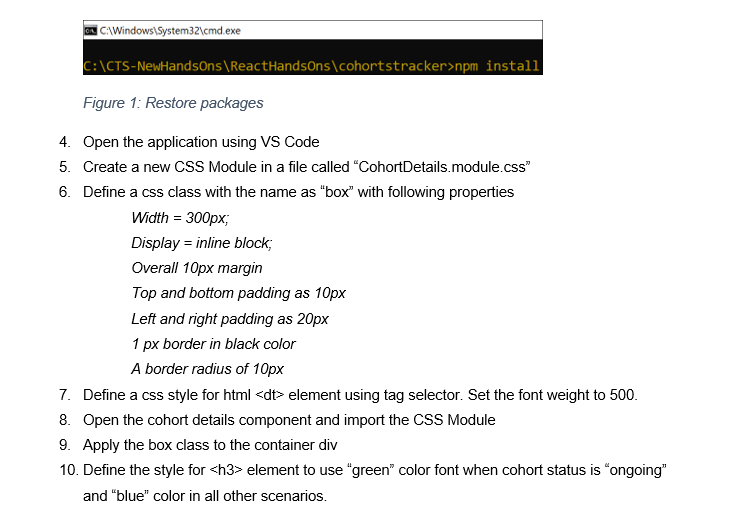 C:\Windows\System32\cmd.exe
C:\CTS-NewHandsOns\ReactHandsOns\cohortstracker>npm install
Figure 1: Restore packages
4. Open the application using VS Code
5. Create a new CSS Module in a file called “CohortDetails.module.css”
6. Define a css class with the name as “box” with following properties
Width = 300px;
Display = inline block;
Overall 10px margin
Top and bottom padding as 10px
Left and right padding as 20px
1 px border in black color
A border radius of 10px
7. Define a css style for html <dt> element using tag selector. Set the font weight to 500.
8. Open the cohort details component and import the CSS Module
9. Apply the box class to the container div
10. Define the style for <h3> element to use “green” color font when cohort status is “ongoing”
and “blue” color in all other scenarios.